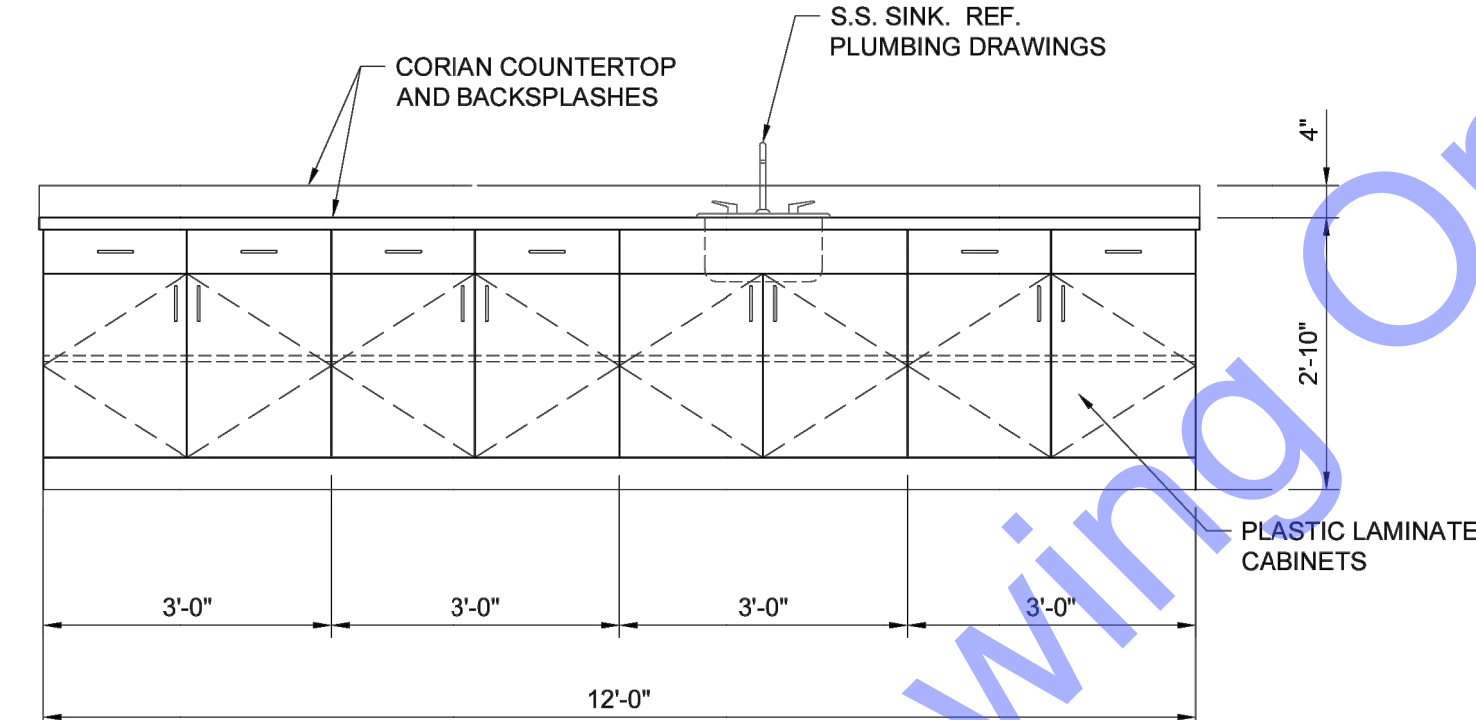 S.S. SINK. REF.
PLUMBING DRAWINGS
CORIAN COUNTERTOP
AND BACKSPLASHES
4"
2'-10"
PLASTIC LAMINATE
CABINETS
3'-0"
3'-0"
3'-0"
3'-0"
12'-0"
wing